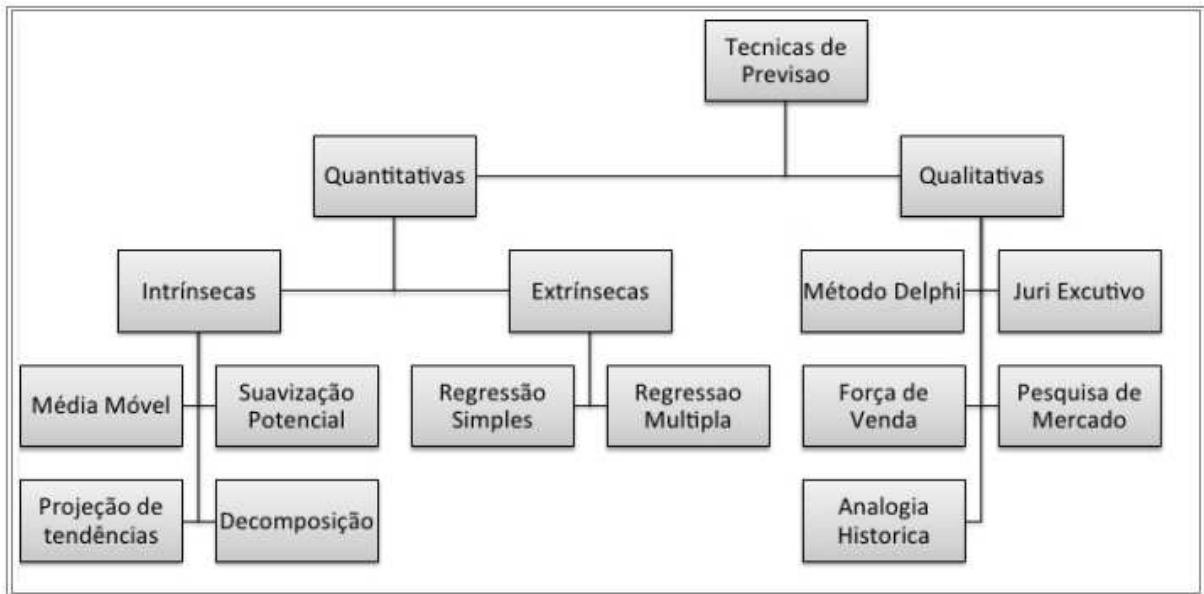 Tecnicas de
Previsao
Quantitativas
Qualitativas
Intrínsecas
Extrínsecas
Método Delphi
Juri Excutivo
Média Móvel
Suavização
Potencial
Regressão
Simples
Regressao
Multipla
Força de
Venda
Pesquisa de
Mercado
Projeção de
tendências
Decomposição
Analogia
Historica